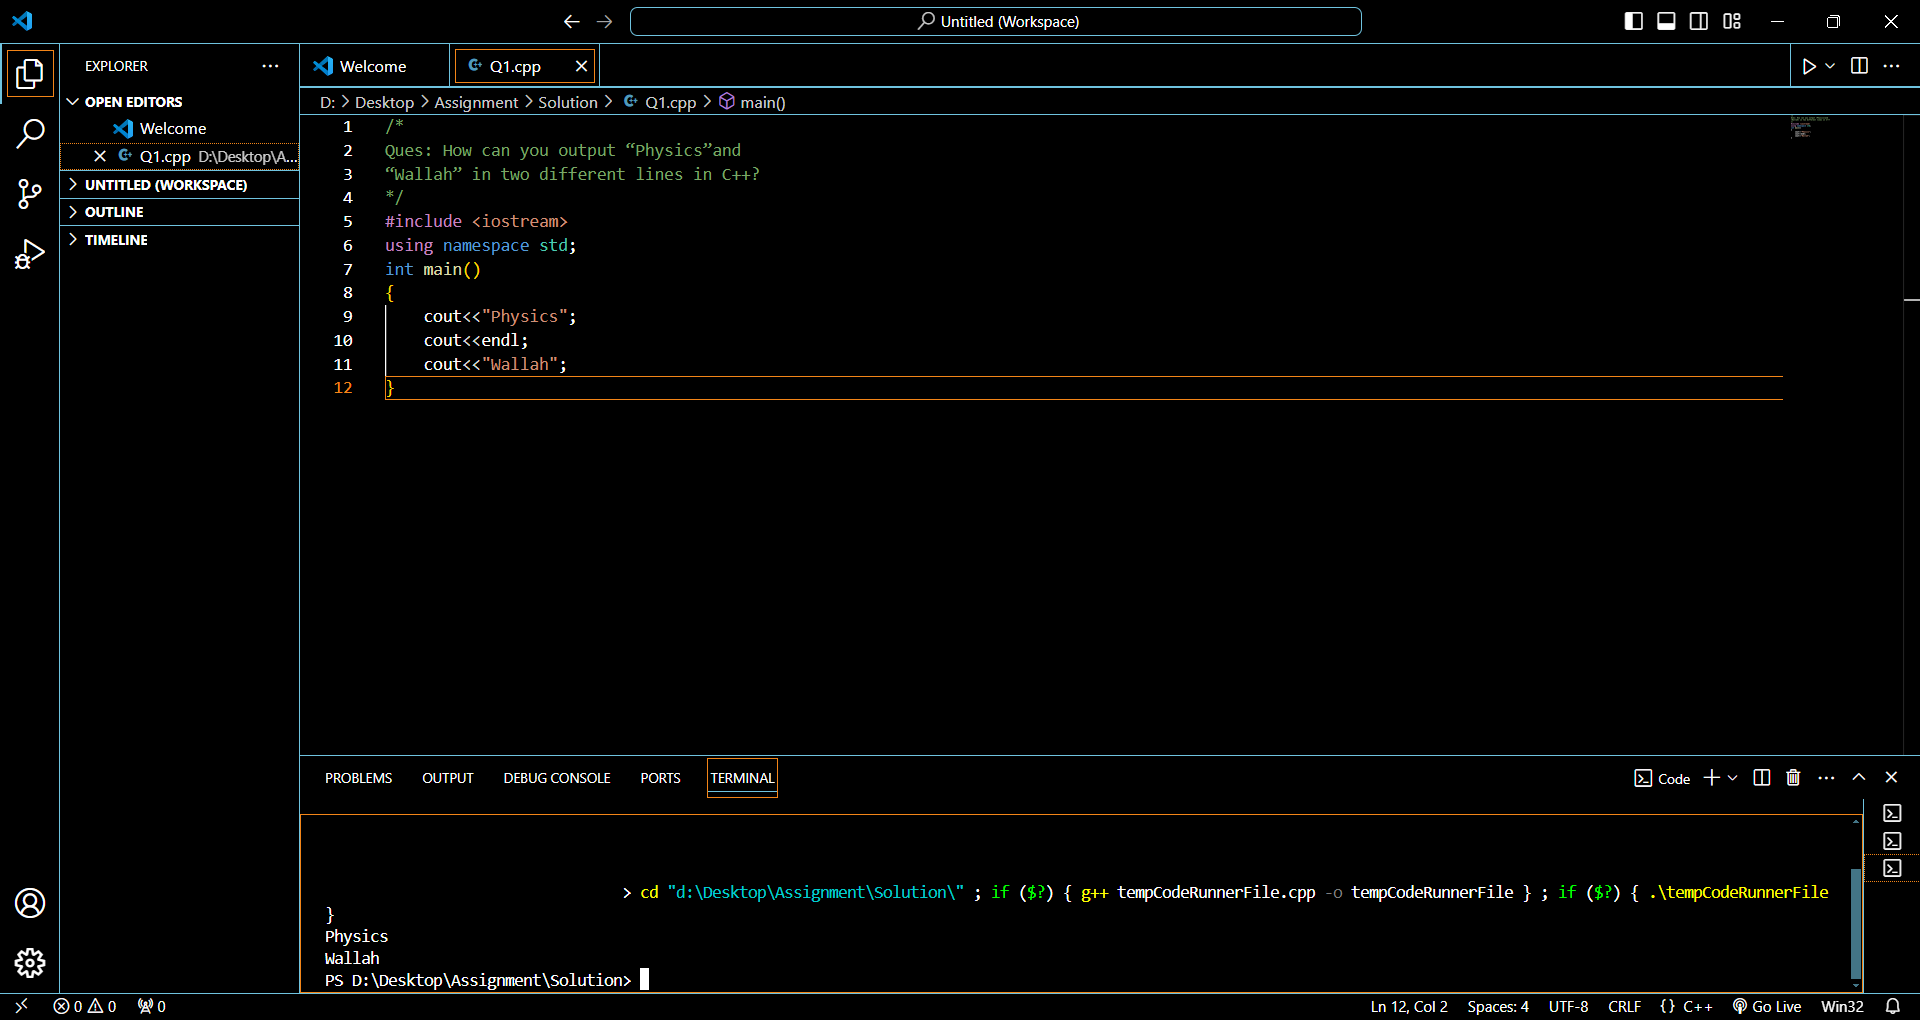 Untitled (Workspace)
EXPLORER
OPEN EDITORS
Welcome
Q1.cpp D:\Desktop\A...
UNTITLED (WORKSPACE)
OUTLINE
TIMELINE
Welcome
Q1.cpp
D: > Desktop > Assignment > Solution > Q1.cpp > main()
1 /*
2 Ques: How can you output “Physics”and
3 “Wallah” in two different lines in C++?
4 */
5 #include <iostream>
6 using namespace std;
7 int main()
8 {
9 cout<<"Physics";
10 cout<<endl;
11 cout<<"Wallah";
12 }
PROBLEMS OUTPUT DEBUG CONSOLE PORTS TERMINAL
Code
> cd "d:\Desktop\Assignment\Solution\" ; if ($?) { g++ tempCodeRunnerFile.cpp -o tempCodeRunnerFile } ; if ($?) { .\tempCodeRunnerFile
}
Physics
Wallah
PS D:\Desktop\Assignment\Solution>
0 0 0 Ln 12, Col 2 Spaces: 4 UTF-8 CRLF {} C++ Go Live Win32